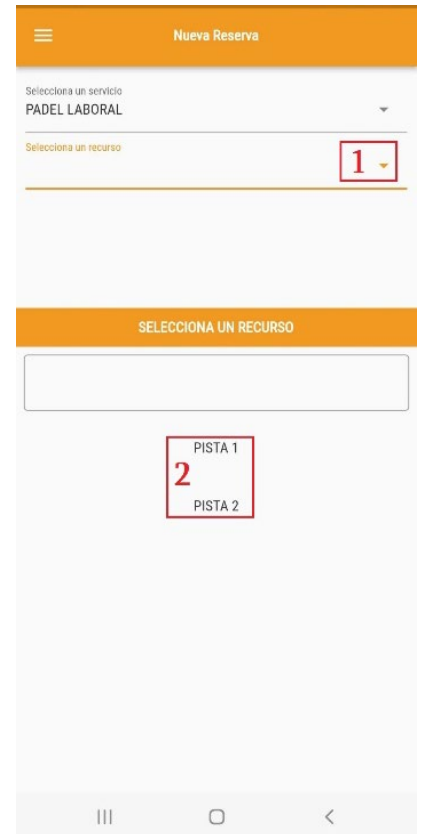 Nueva Reserva
Selecciona un servicio
PADEL LABORAL
Selecciona un recurso
1
SELECCIONA UN RECURSO
PISTA 1
2
PISTA 2